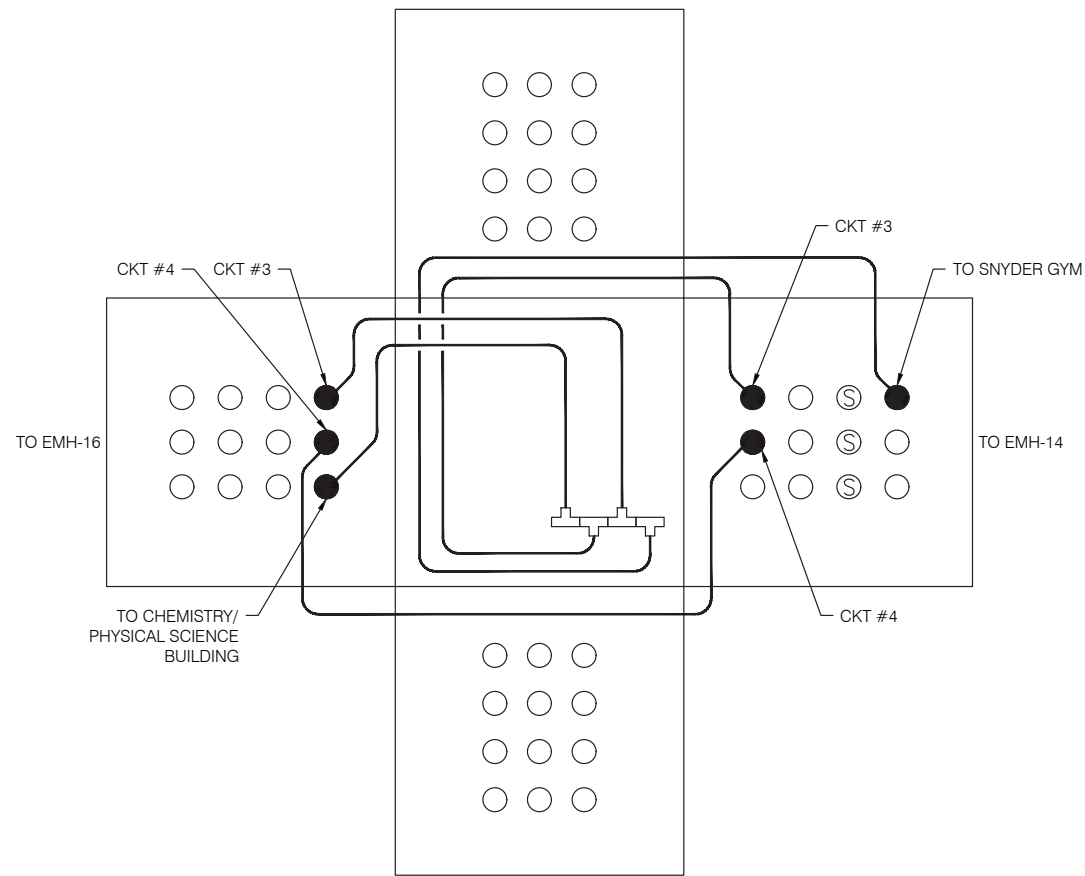 CKT #3
CKT #4
CKT #3
TO SNYDER GYM
S
TO EMH-16
S
TO EMH-14
S
TO CHEMISTRY/
PHYSICAL SCIENCE
BUILDING
CKT #4